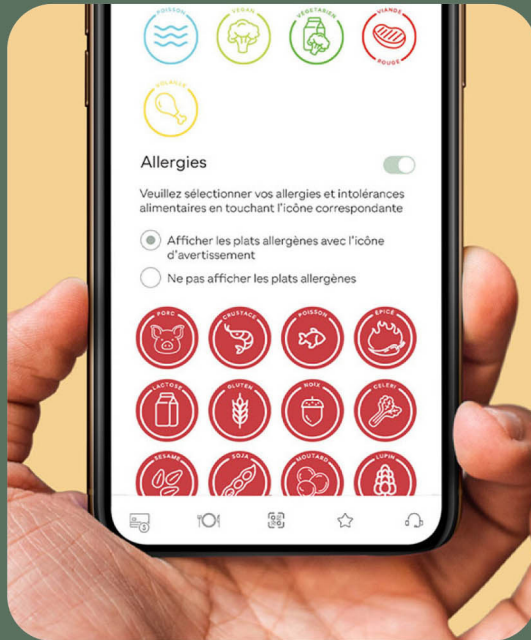 POISSON
VEGAN
VEGETARIEN
VIANDE
ROUGE
VOLAILLE
Allergies
Veuillez sélectionner vos allergies et intolérances
alimentaires en touchant l'icône correspondante
Afficher les plats allergènes avec l'icône
d'avertissement
Ne pas afficher les plats allergènes
PORC
CRUSTACE
POISSON
EPICE
LACTOSE
GLUTEN
NOIX
CELERI
SESAME
SOJA
MOUTARD
LUPIN